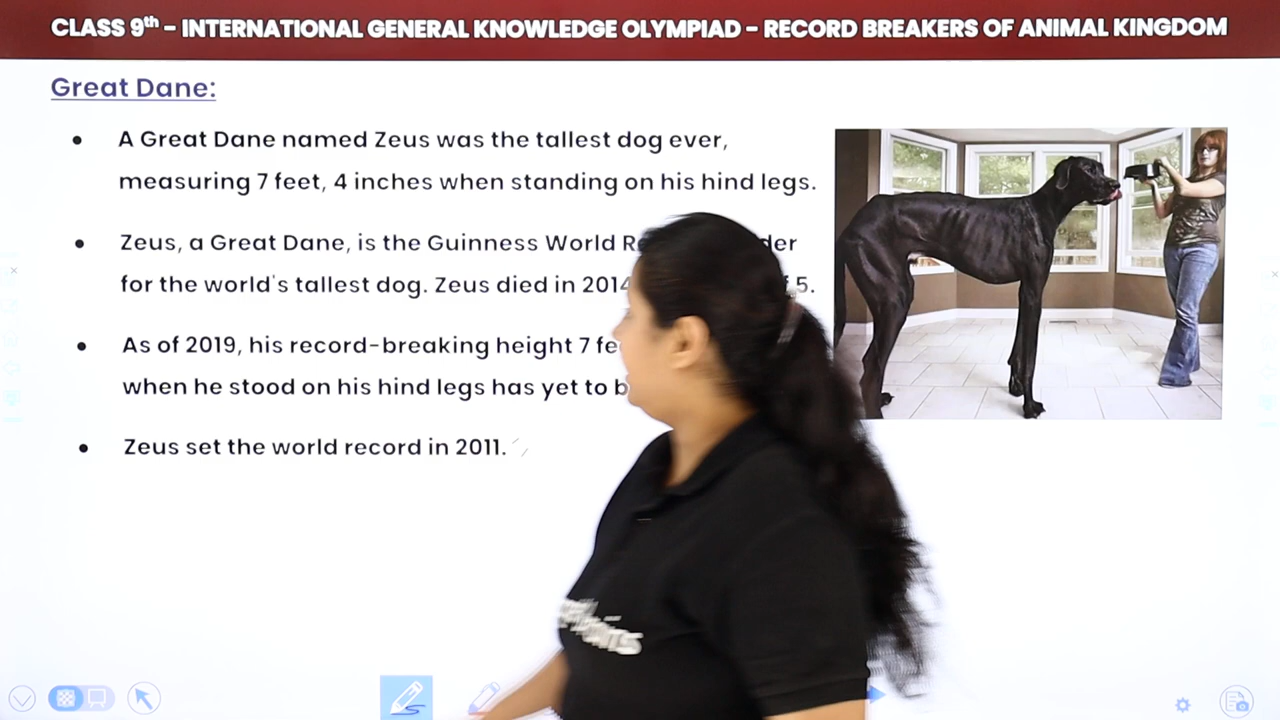 CLASS 9th – INTERNATIONAL GENERAL KNOWLEDGE OLYMPIAD – RECORD BREAKERS OF ANIMAL KINGDOM
Great Dane:
• A Great Dane named Zeus was the tallest dog ever,
measuring 7 feet, 4 inches when standing on his hind legs.
• Zeus, a Great Dane, is the Guinness World
for the world's tallest dog. Zeus died in 2014 5.
• As of 2019, his record-breaking height 7
when he stood on his hind legs has yet to
• Zeus set the world record in 2011.